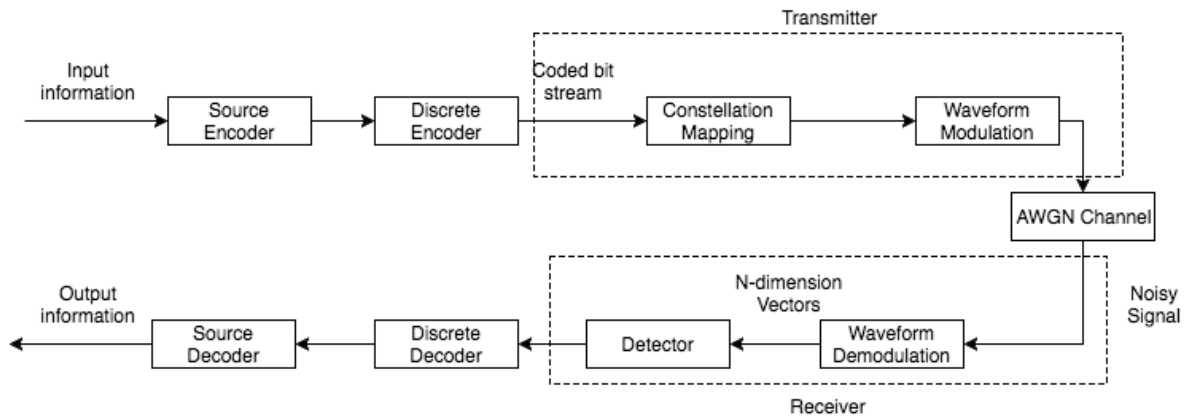 Transmitter
Input
information
Source
Encoder
Discrete
Encoder
Coded bit
stream
Constellation
Mapping
Waveform
Modulation
AWGN Channel
Noisy
Signal
N-dimension
Vectors
Waveform
Demodulation
Detector
Discrete
Decoder
Source
Decoder
Output
information
Receiver